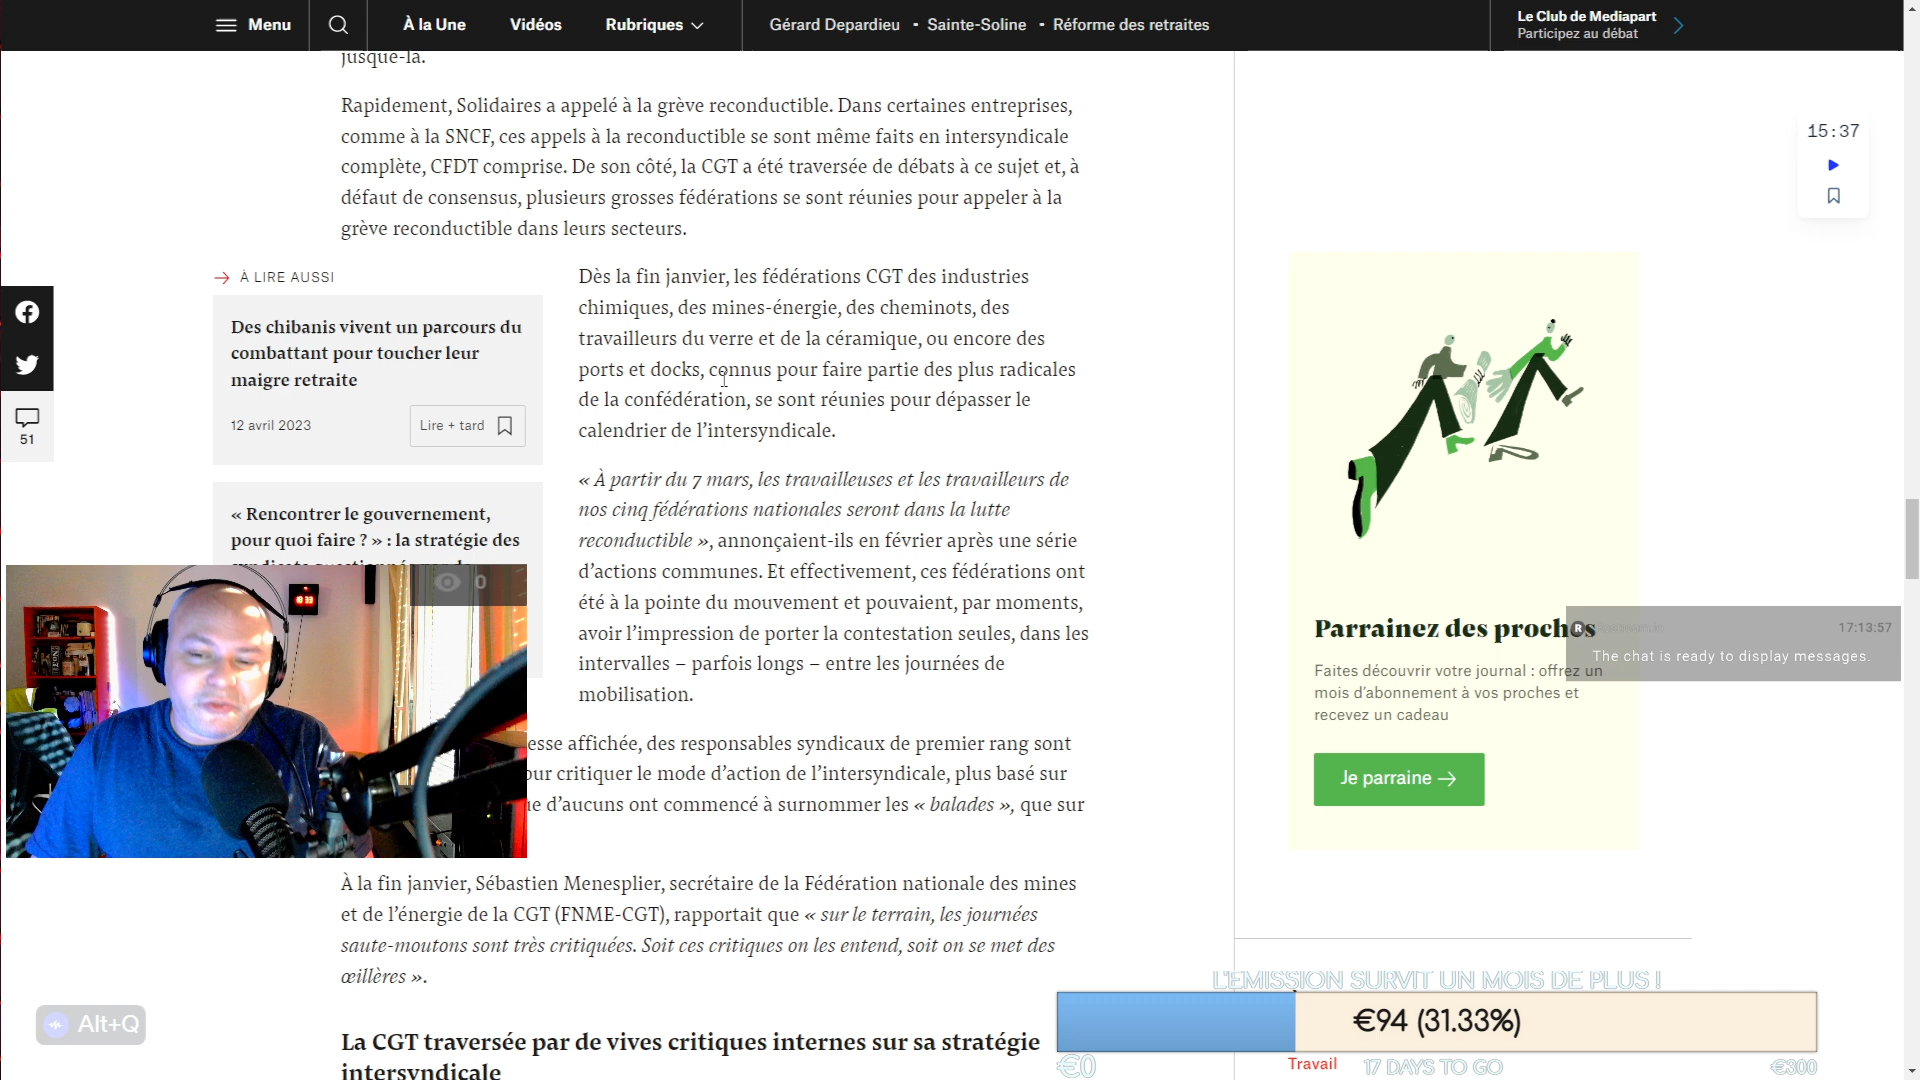 Menu
À la Une
Vidéos
Rubriques
Gérard Depardieu
Sainte-Soline
Réforme des retraites
Le Club de Mediapart
Participez au débat
jusque-là.
Rapidement, Solidaires a appelé à la grève reconductible. Dans certaines entreprises,
comme à la SNCF, ces appels à la reconductible se sont même faits en intersyndicale
complète, CFDT comprise. De son côté, la CGT a été traversée de débats à ce sujet et, à
défaut de consensus, plusieurs grosses fédérations se sont réunies pour appeler à la
grève reconductible dans leurs secteurs.
15:37
À LIRE AUSSI
Des chibanis vivent un parcours du
combattant pour toucher leur
maigre retraite
12 avril 2023
Lire + tard
« Rencontrer le gouvernement,
pour quoi faire ? » : la stratégie des
51
Dès la fin janvier, les fédérations CGT des industries
chimiques, des mines-énergie, des cheminots, des
travailleurs du verre et de la céramique, ou encore des
ports et docks, connus pour faire partie des plus radicales
de la confédération, se sont réunies pour dépasser le
calendrier de l’intersyndicale.
« À partir du 7 mars, les travailleuses et les travailleurs de
nos cinq fédérations nationales seront dans la lutte
reconductible », annonçaient-ils en février après une série
d’actions communes. Et effectivement, ces fédérations ont
été à la pointe du mouvement et pouvaient, par moments,
avoir l’impression de porter la contestation seules, dans les
intervalles – parfois longs – entre les journées de
mobilisation.
esse affichée, des responsables syndicaux de premier rang sont
our critiquer le mode d’action de l’intersyndicale, plus basé sur
ue d’aucuns ont commencé à surnommer les « balades », que sur
À la fin janvier, Sébastien Menesplier, secrétaire de la Fédération nationale des mines
et de l’énergie de la CGT (FNME-CGT), rapportait que « sur le terrain, les journées
saute-moutons sont très critiquées. Soit ces critiques on les entend, soit on se met des
œillères ».
La CGT traversée par de vives critiques internes sur sa stratégie
intersyndicale
0
Parrainez des proches
Faites découvrir votre journal : offrez un
mois d’abonnement à vos proches et
recevez un cadeau
Je parraine →
R
17:13:57
The chat is ready to display messages.
Alt+Q
L'EMISSION SURVIT UN MOIS DE PLUS !
€94 (31.33%)
€0
Travail
17 DAYS TO GO
€300